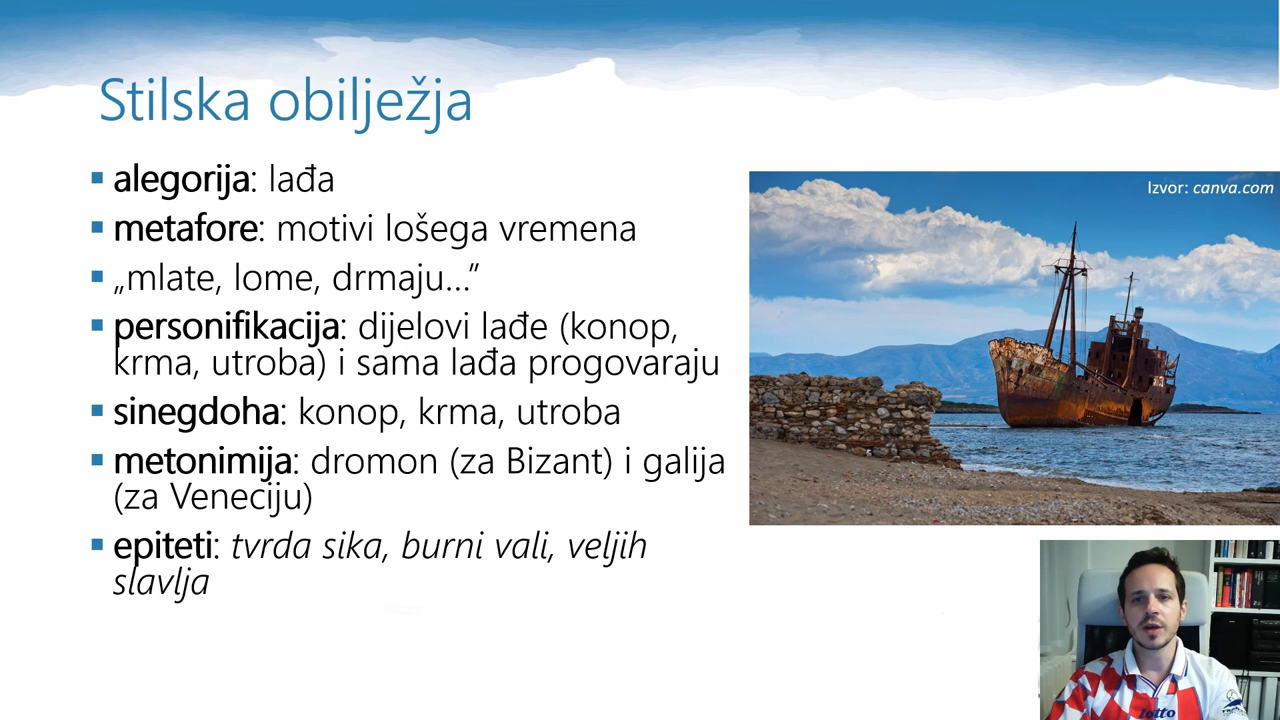 Stilska obilježja
▪ alegorija: lađa
▪ metafore: motivi lošega vremena
▪ „mlate, lome, drmaju…”
▪ personifikacija: dijelovi lađe (konop,
krma, utroba) i sama lađa progovaraju
▪ sinegdoha: konop, krma, utroba
▪ metonimija: dromon (za Bizant) i galija
(za Veneciju)
▪ epiteti: tvrda sika, burni vali, veljih
slavlja
Izvor: canva.com
lotto